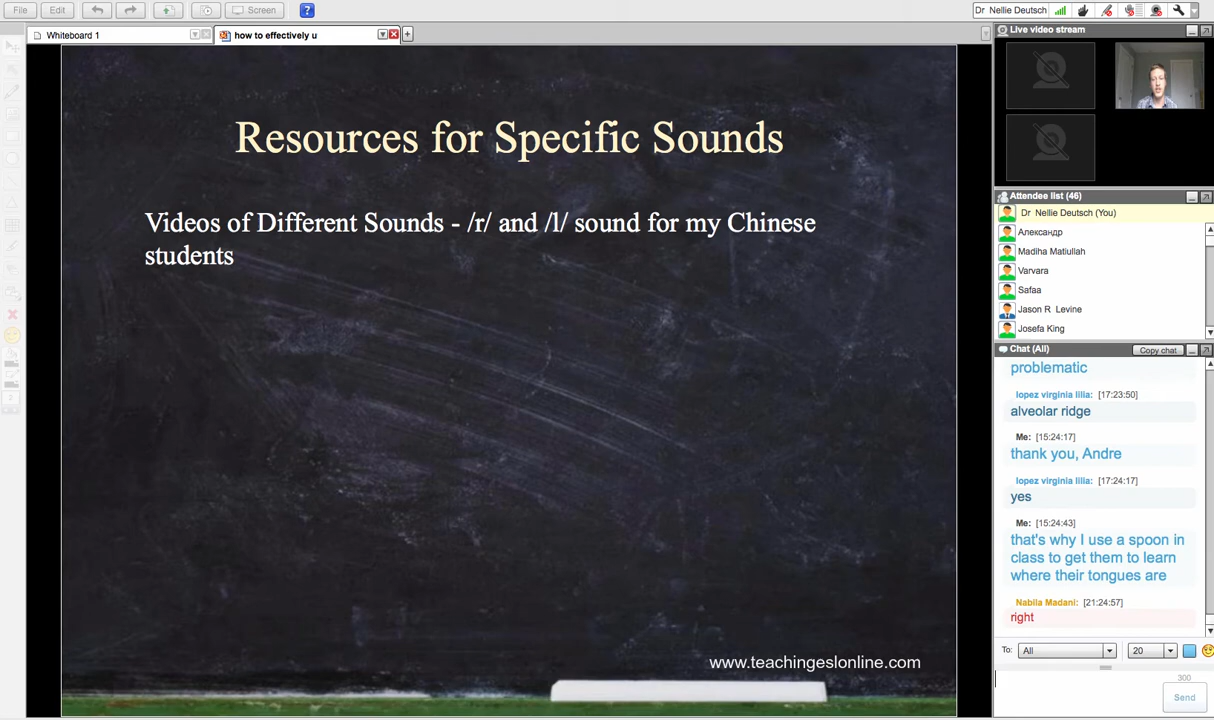 File
Edit
Screen
?
Dr Nellie Deutsch
Whiteboard 1
how to effectively u
Live video stream
Resources for Specific Sounds
Videos of Different Sounds - /r/ and /l/ sound for my Chinese
students
www.teachingeslonline.com
Attendee list (46)
Dr Nellie Deutsch (You)
Александр
Madiha Matiullah
Varvara
Safaa
Jason R Levine
Josefa King
Chat (All)
Copy chat
problematic
lopez virginia lilia: [17:23:50]
alveolar ridge
Me: [15:24:17]
thank you, Andre
lopez virginia lilia: [17:24:17]
yes
Me: [15:24:43]
that's why I use a spoon in
class to get them to learn
where their tongues are
Nabila Madani: [21:24:57]
right
To:
All
20
300
Send